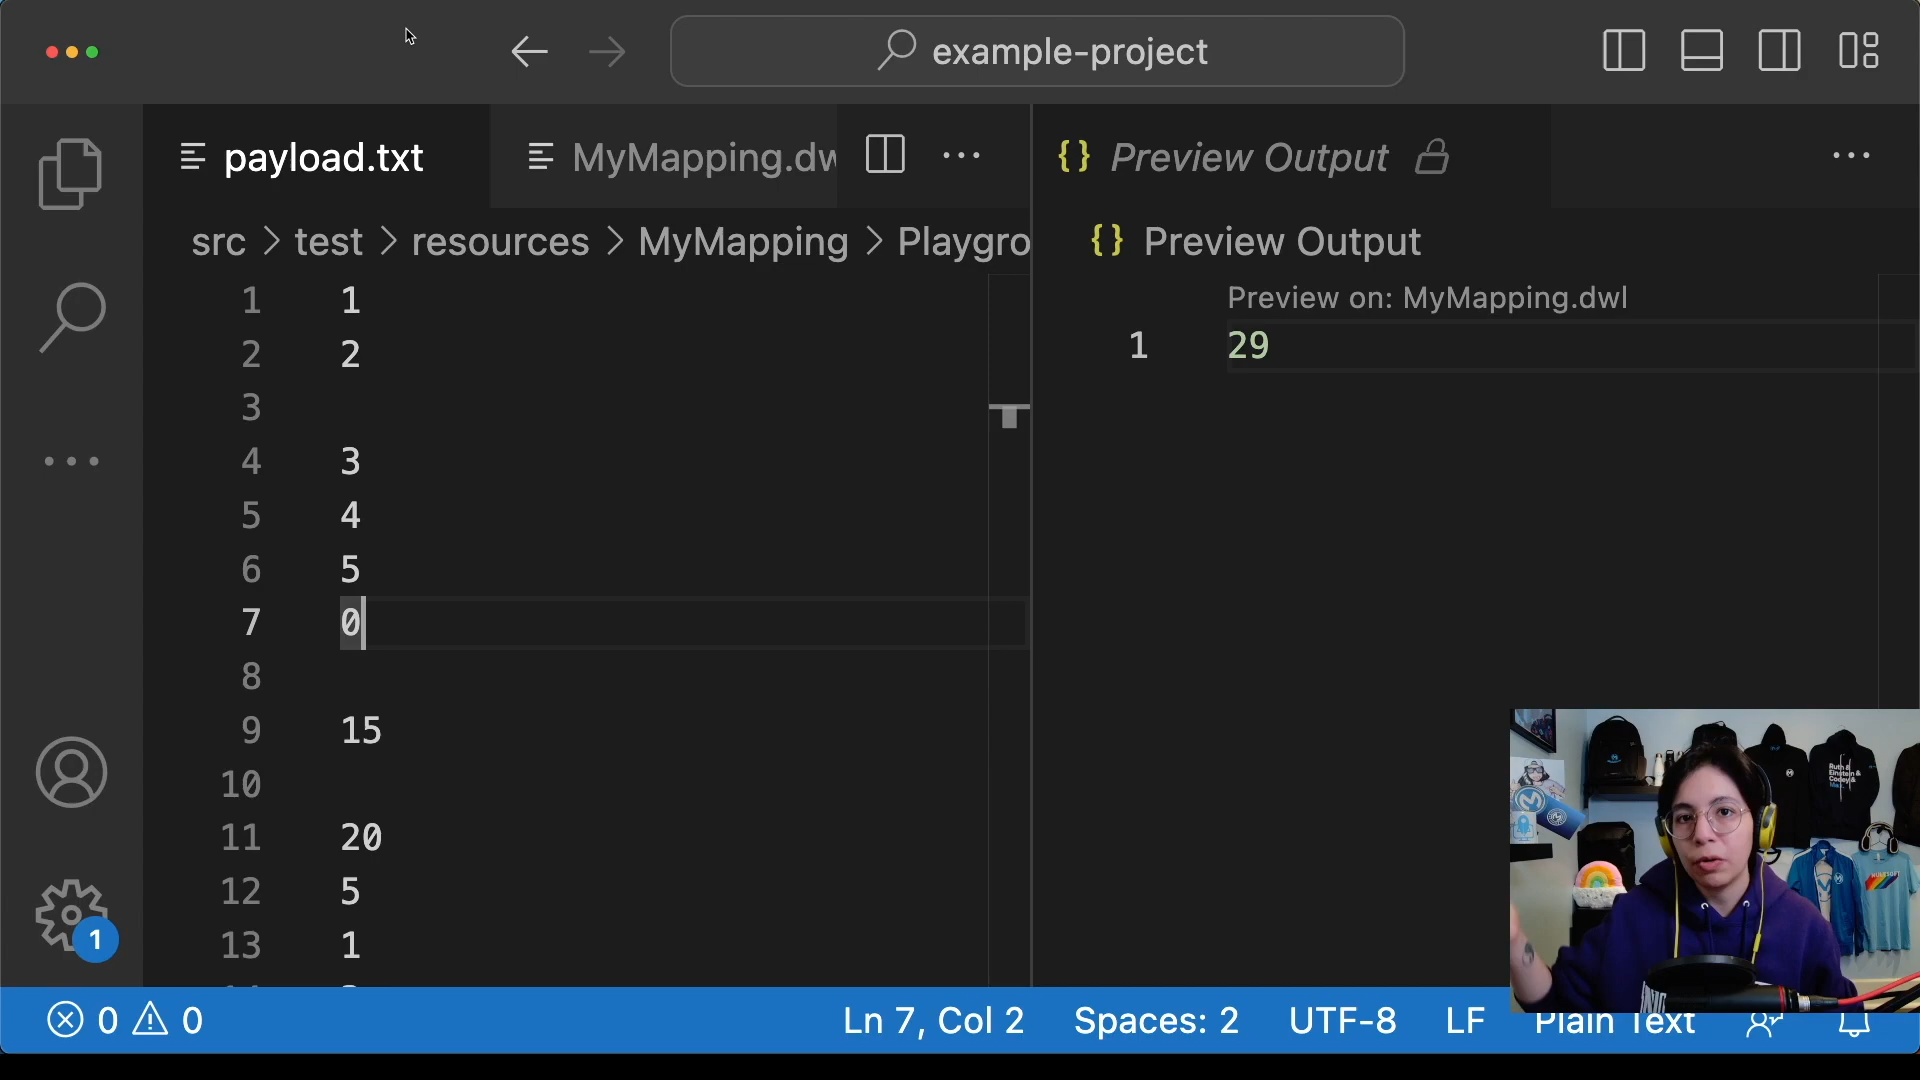 example-project
payload.txt
MyMapping.dw
Preview Output
src > test > resources > MyMapping > Playgro
Preview Output
Preview on: MyMapping.dwl
1 29
1 1
2 2
3
4 3
5 4
6 5
7 0
8
9 15
10
11 20
12 5
13 1
1
0 0
Ln 7, Col 2
Spaces: 2
UTF-8
LF
Plain Text